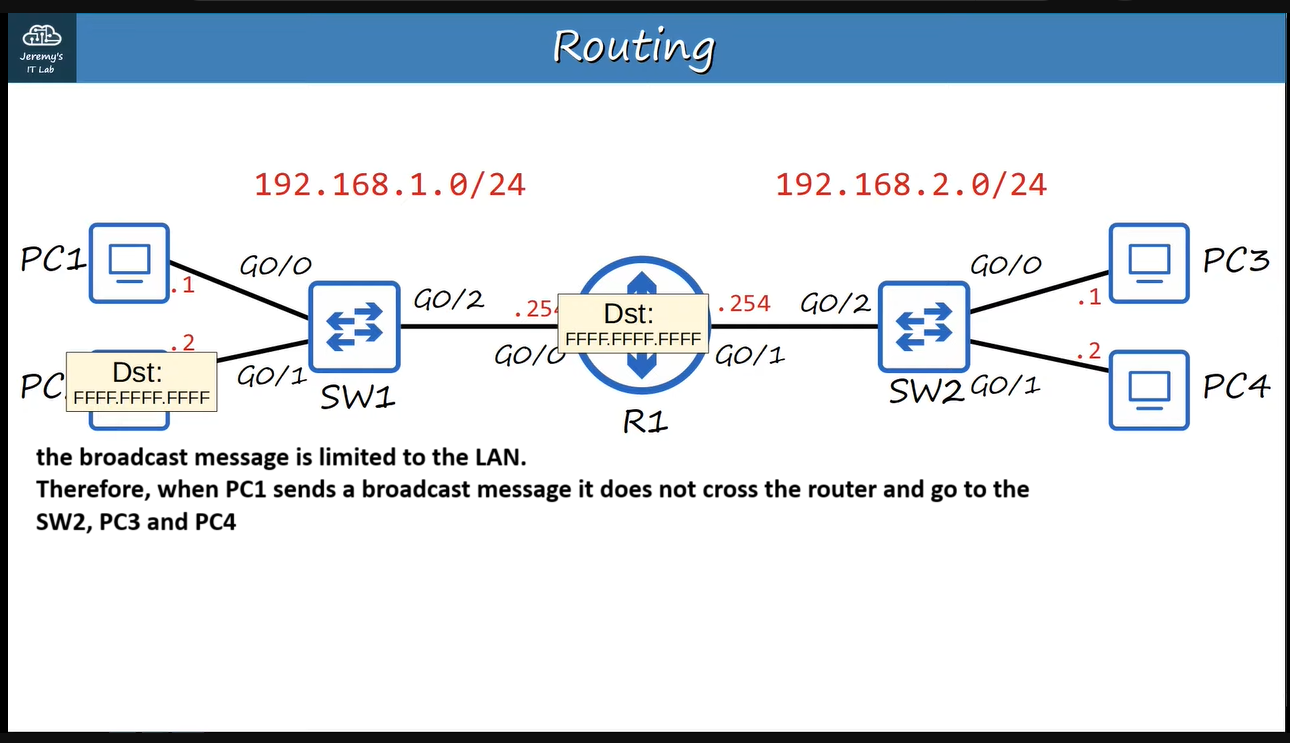 Jeremy's
IT Lab
Routing
192.168.1.0/24
192.168.2.0/24
PC1
.1
G0/0
G0/2
.254
G0/0
.254
G0/1
G0/2
G0/0
.1
PC3
.2
G0/1
SW1
R1
SW2
G0/1
.2
PC4
PC
Dst:
FFFF.FFFF.FFFF
Dst:
FFFF.FFFF.FFFF
the broadcast message is limited to the LAN.
Therefore, when PC1 sends a broadcast message it does not cross the router and go to the
SW2, PC3 and PC4